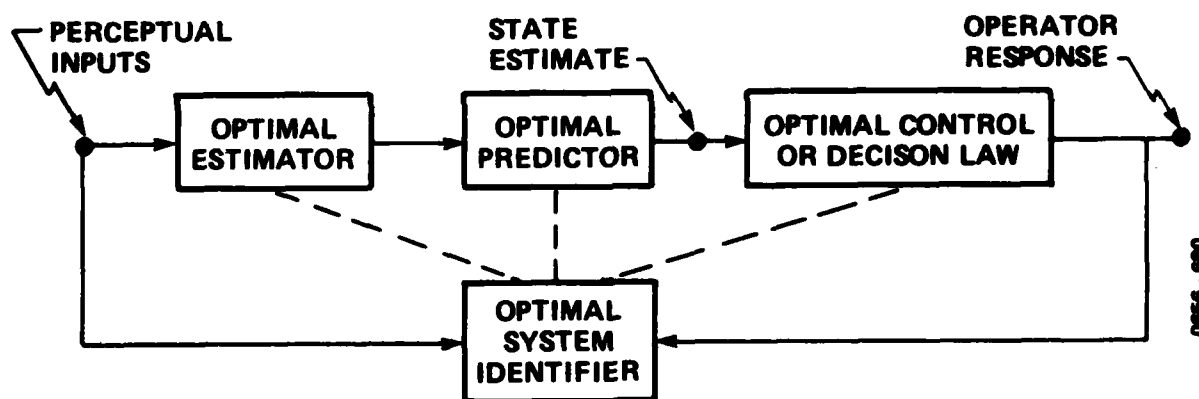 PERCEPTUAL
INPUTS
STATE
ESTIMATE
OPERATOR
RESPONSE
OPTIMAL
ESTIMATOR
OPTIMAL
PREDICTOR
OPTIMAL CONTROL
OR DECISON LAW
OPTIMAL
SYSTEM
IDENTIFIER